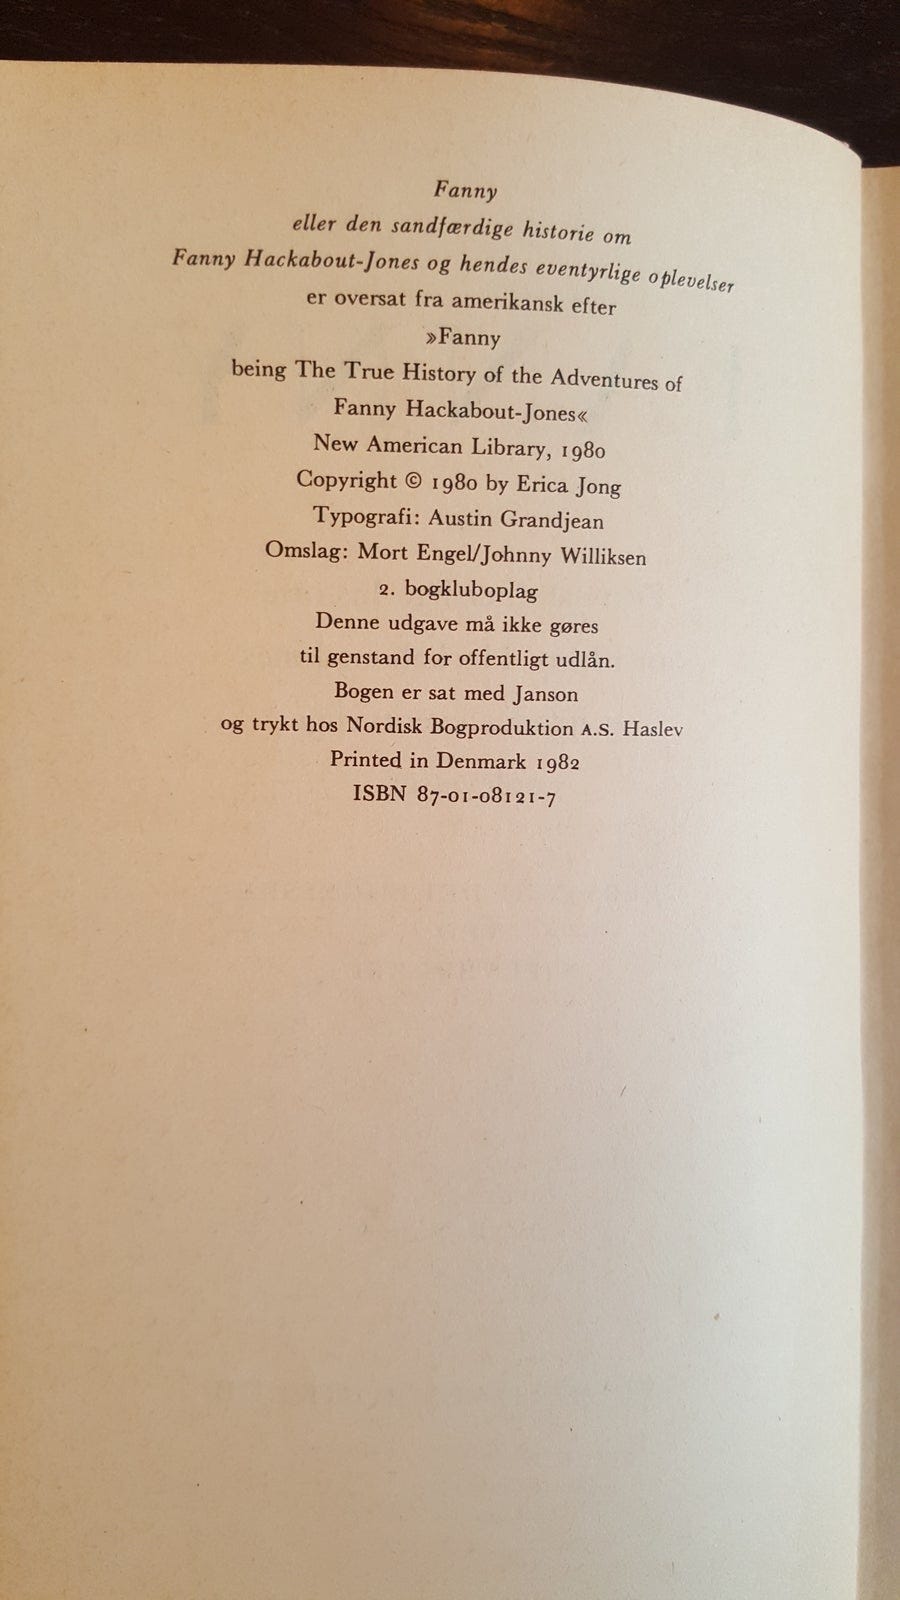 Fanny
eller den sandfærdige historie om
Fanny Hackabout-Jones og hendes eventyrlige oplevelser
er oversat fra amerikansk efter
»Fanny
being The True History of the Adventures of
Fanny Hackabout-Jones«
New American Library, 1980
Copyright © 1980 by Erica Jong
Typografi: Austin Grandjean
Omslag: Mort Engel/Johnny Williksen
2. bogkluboplag
Denne udgave må ikke gøres
til genstand for offentligt udlån.
Bogen er sat med Janson
og trykt hos Nordisk Bogproduktion A.S. Haslev
Printed in Denmark 1982
ISBN 87-01-08121-7